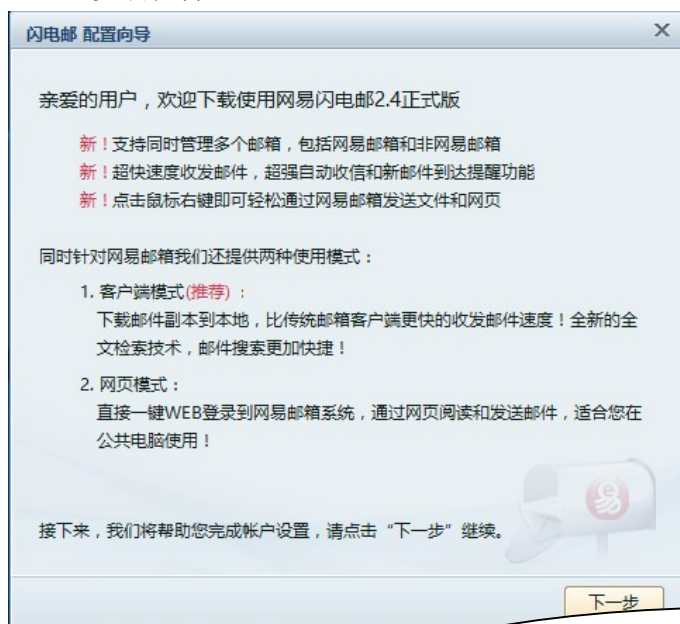 闪电邮 配置向导
亲爱的用户，欢迎下载使用网易闪电邮2.4正式版
新！支持同时管理多个邮箱，包括网易邮箱和非网易邮箱
新！超快速度收发邮件，超强自动收信和新邮件到达提醒功能
新！点击鼠标右键即可轻松通过网易邮箱发送文件和网页
同时针对网易邮箱我们还提供两种使用模式：
1. 客户端模式(推荐)：
下载邮件副本到本地，比传统邮箱客户端更快的收发邮件速度！全新的全
文检索技术，邮件搜索更加快捷！
2. 网页模式：
直接一键WEB登录到网易邮箱系统，通过网页阅读和发送邮件，适合您在
公共电脑使用！
易
接下来，我们将帮助您完成帐户设置，请点击“下一步”继续。
下一步